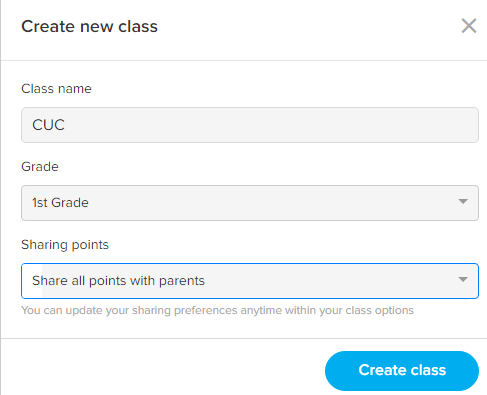 Create new class
Class name
CUC
Grade
1st Grade
Sharing points
Share all points with parents
You can update your sharing preferences anytime within your class options
Create class